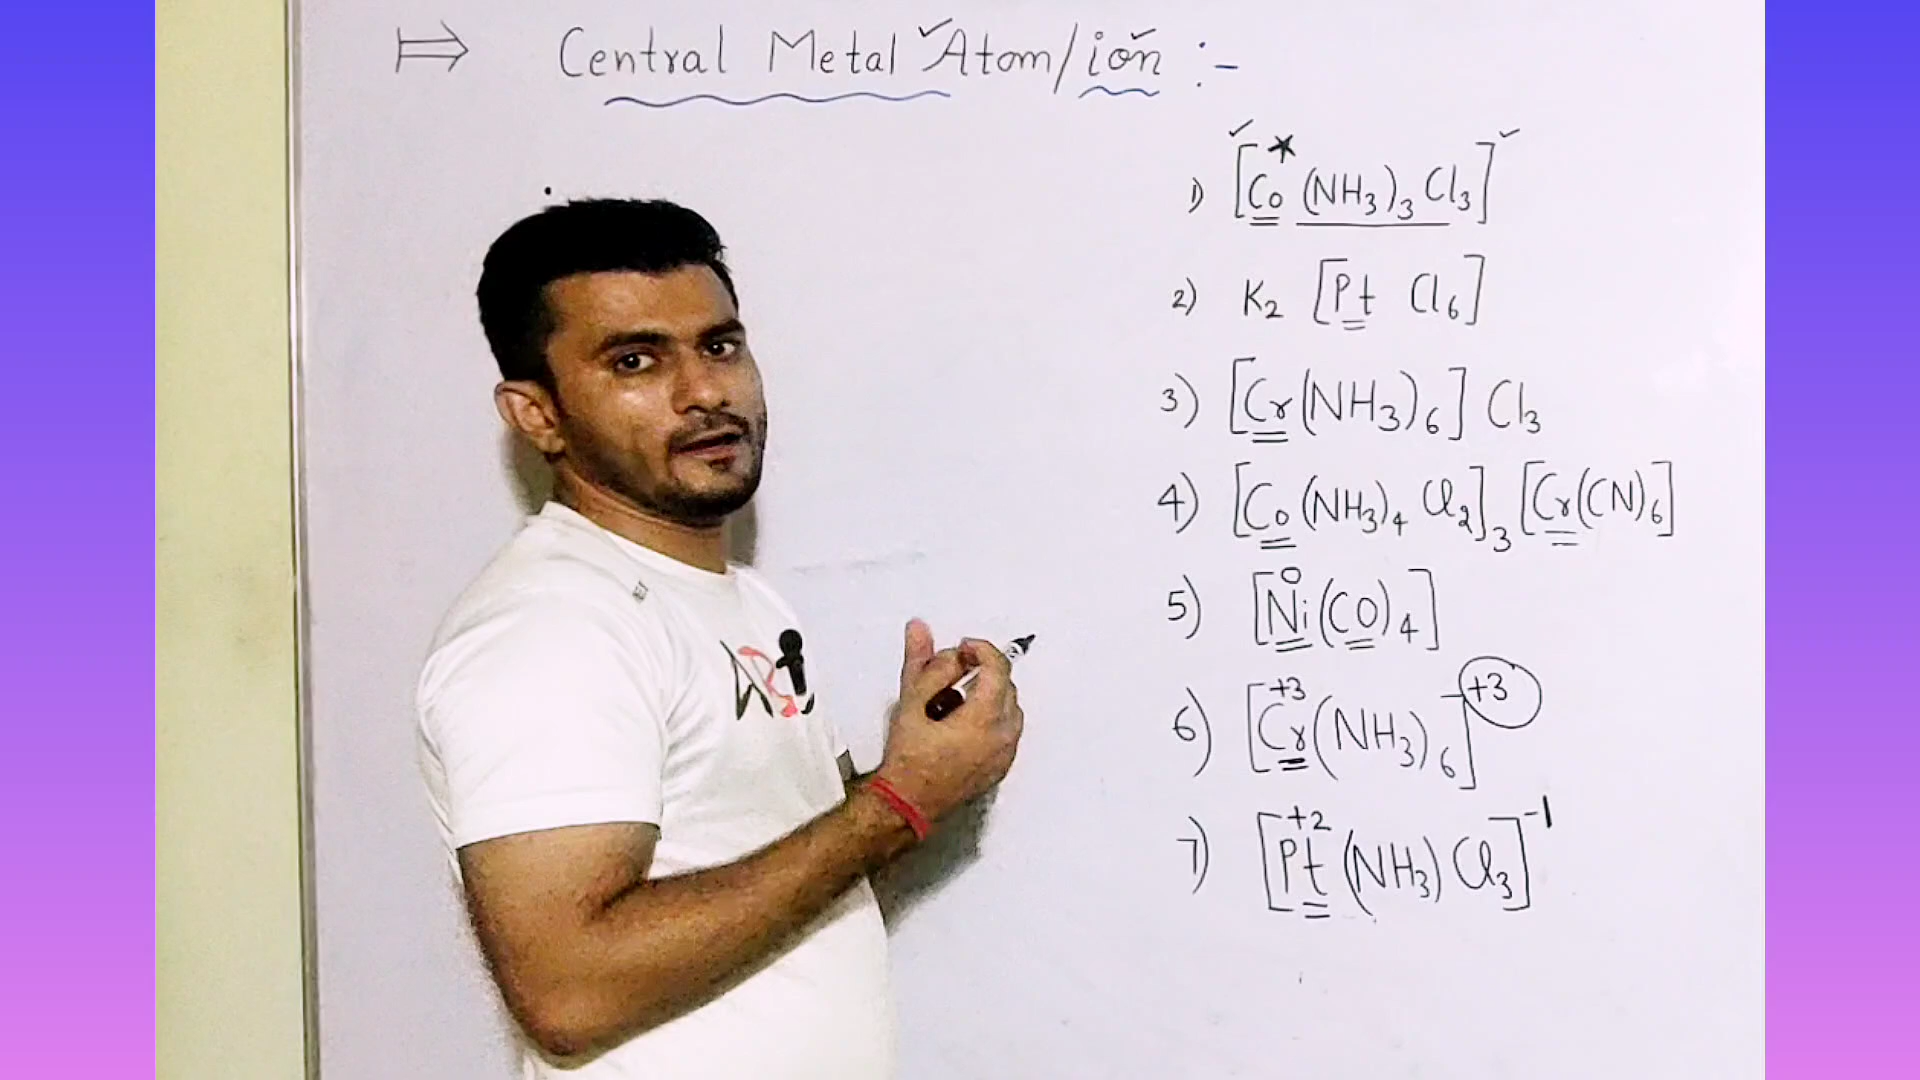 ⟹ Central Metal Atom/ion :-
1) [Co* (NH₃)₃ Cl₃]
2) K₂ [Pt Cl₆]
3) [Cr(NH₃)₆] Cl₃
4) [Co(NH₃)₄ Cl₂]₃ [Cr(CN)₆]
5) [Ni⁰(CO)₄]
6) [Cr⁺³(NH₃)₆]⁺³
7) [Pt⁺²(NH₃) Cl₃]⁻¹